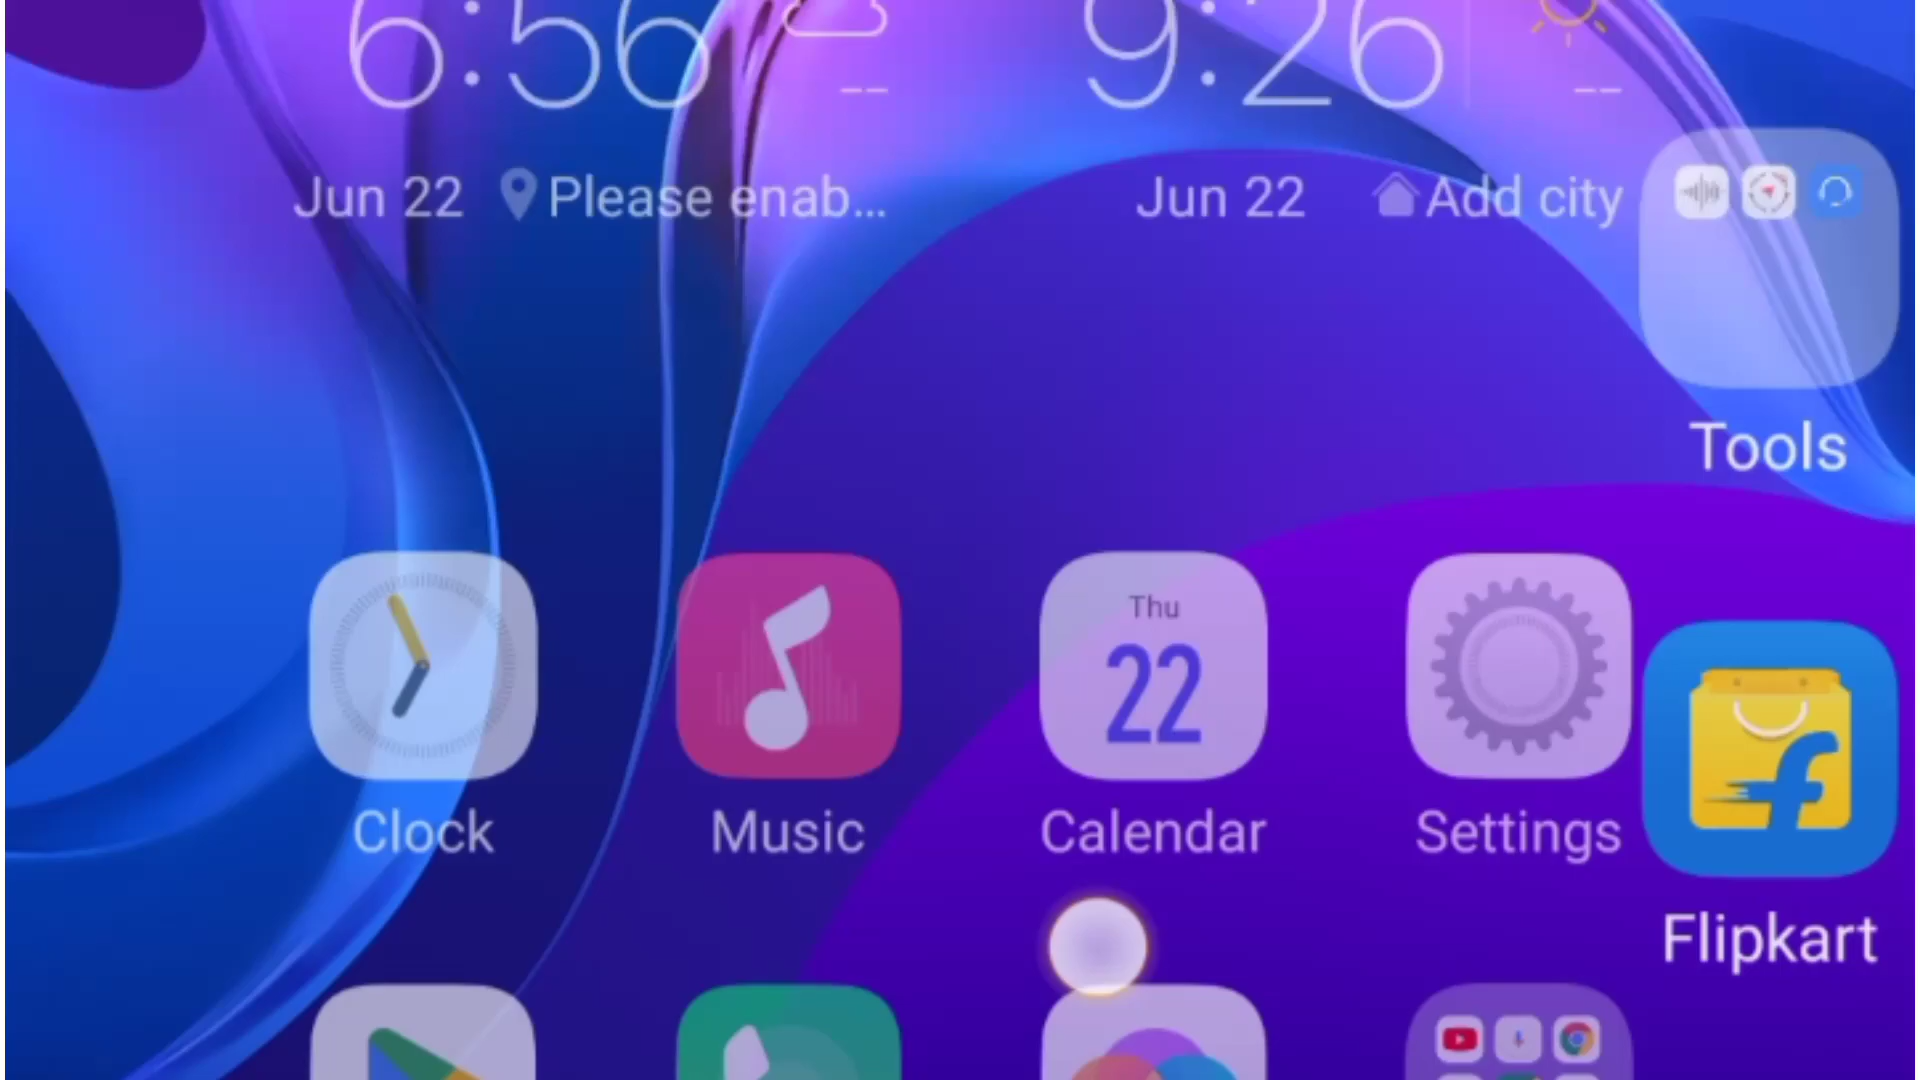 6:56
9:26
--
--
Jun 22
Please enab...
Jun 22
Add city
Tools
Thu
22
Clock
Music
Calendar
Settings
Flipkart